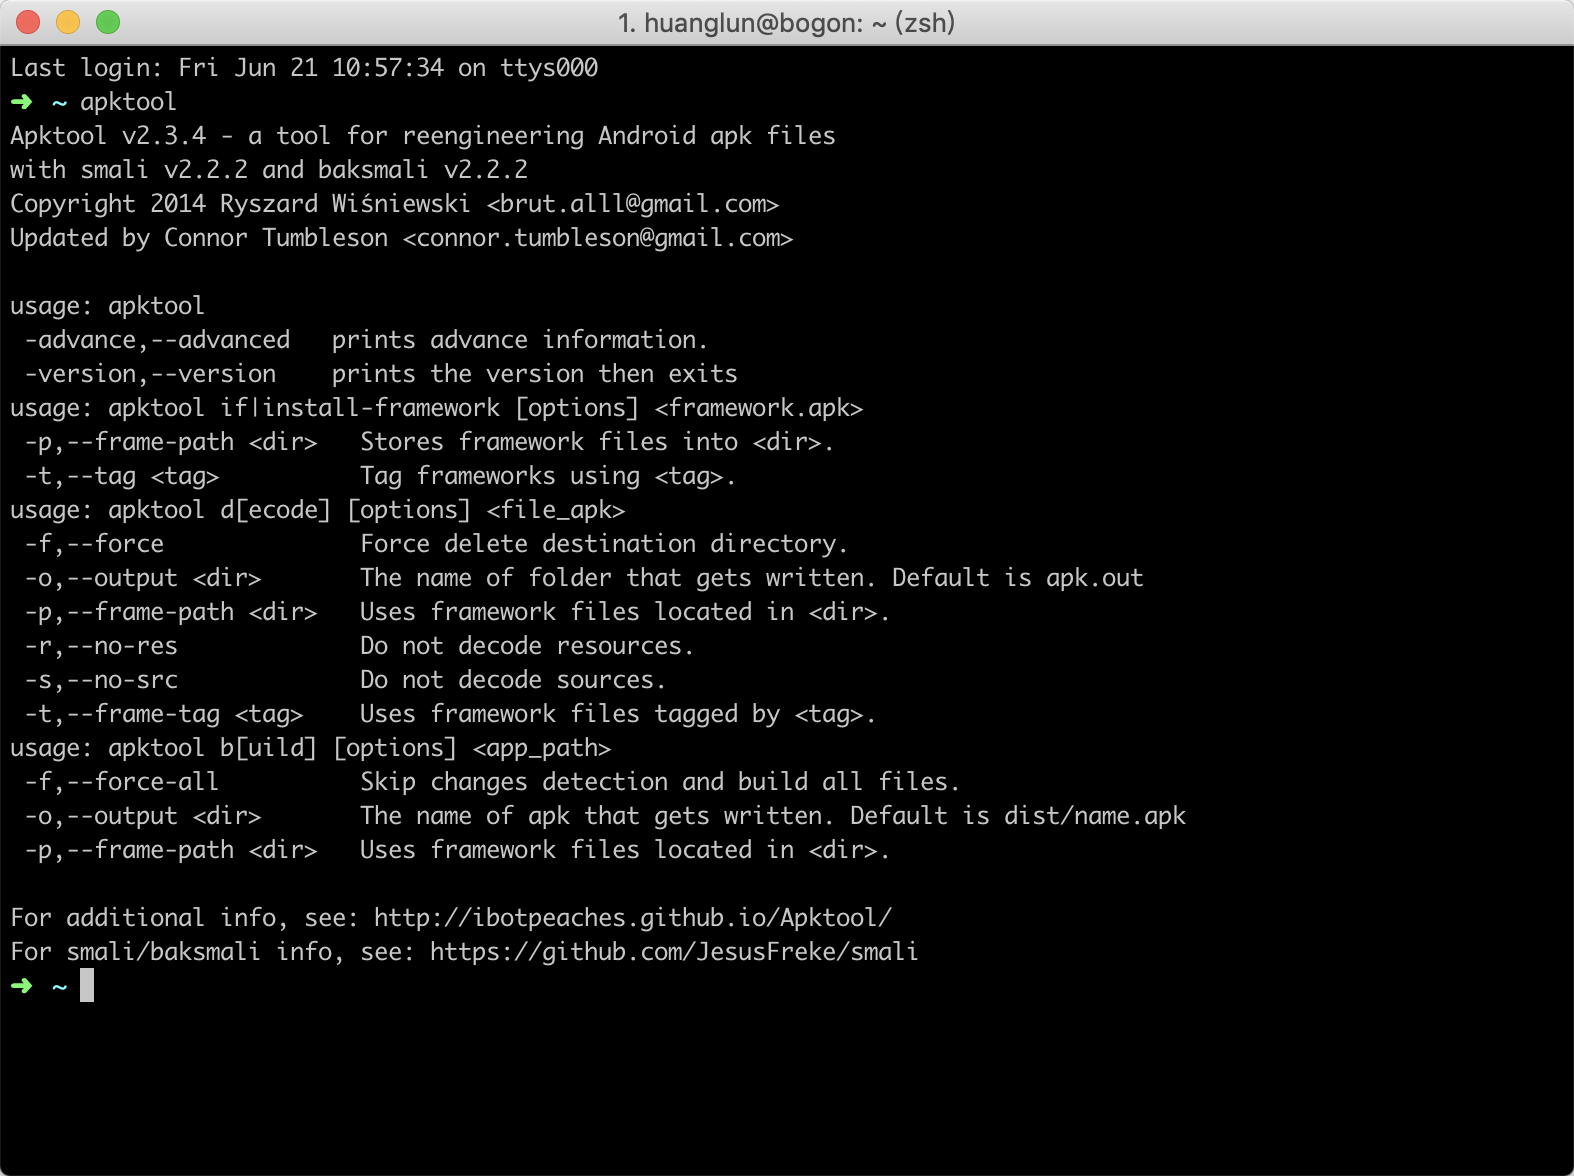 1. huanglun@bogon: ~ (zsh)
Last login: Fri Jun 21 10:57:34 on ttys000
➜  ~ apktool
Apktool v2.3.4 - a tool for reengineering Android apk files
with smali v2.2.2 and baksmali v2.2.2
Copyright 2014 Ryszard Wiśniewski <brut.alll@gmail.com>
Updated by Connor Tumbleson <connor.tumbleson@gmail.com>

usage: apktool
 -advance,--advanced   prints advance information.
 -version,--version    prints the version then exits
usage: apktool if|install-framework [options] <framework.apk>
 -p,--frame-path <dir>   Stores framework files into <dir>.
 -t,--tag <tag>          Tag frameworks using <tag>.
usage: apktool d[ecode] [options] <file_apk>
 -f,--force              Force delete destination directory.
 -o,--output <dir>       The name of folder that gets written. Default is apk.out
 -p,--frame-path <dir>   Uses framework files located in <dir>.
 -r,--no-res             Do not decode resources.
 -s,--no-src             Do not decode sources.
 -t,--frame-tag <tag>    Uses framework files tagged by <tag>.
usage: apktool b[uild] [options] <app_path>
 -f,--force-all          Skip changes detection and build all files.
 -o,--output <dir>       The name of apk that gets written. Default is dist/name.apk
 -p,--frame-path <dir>   Uses framework files located in <dir>.

For additional info, see: http://ibotpeaches.github.io/Apktool/
For smali/baksmali info, see: https://github.com/JesusFreke/smali
➜  ~